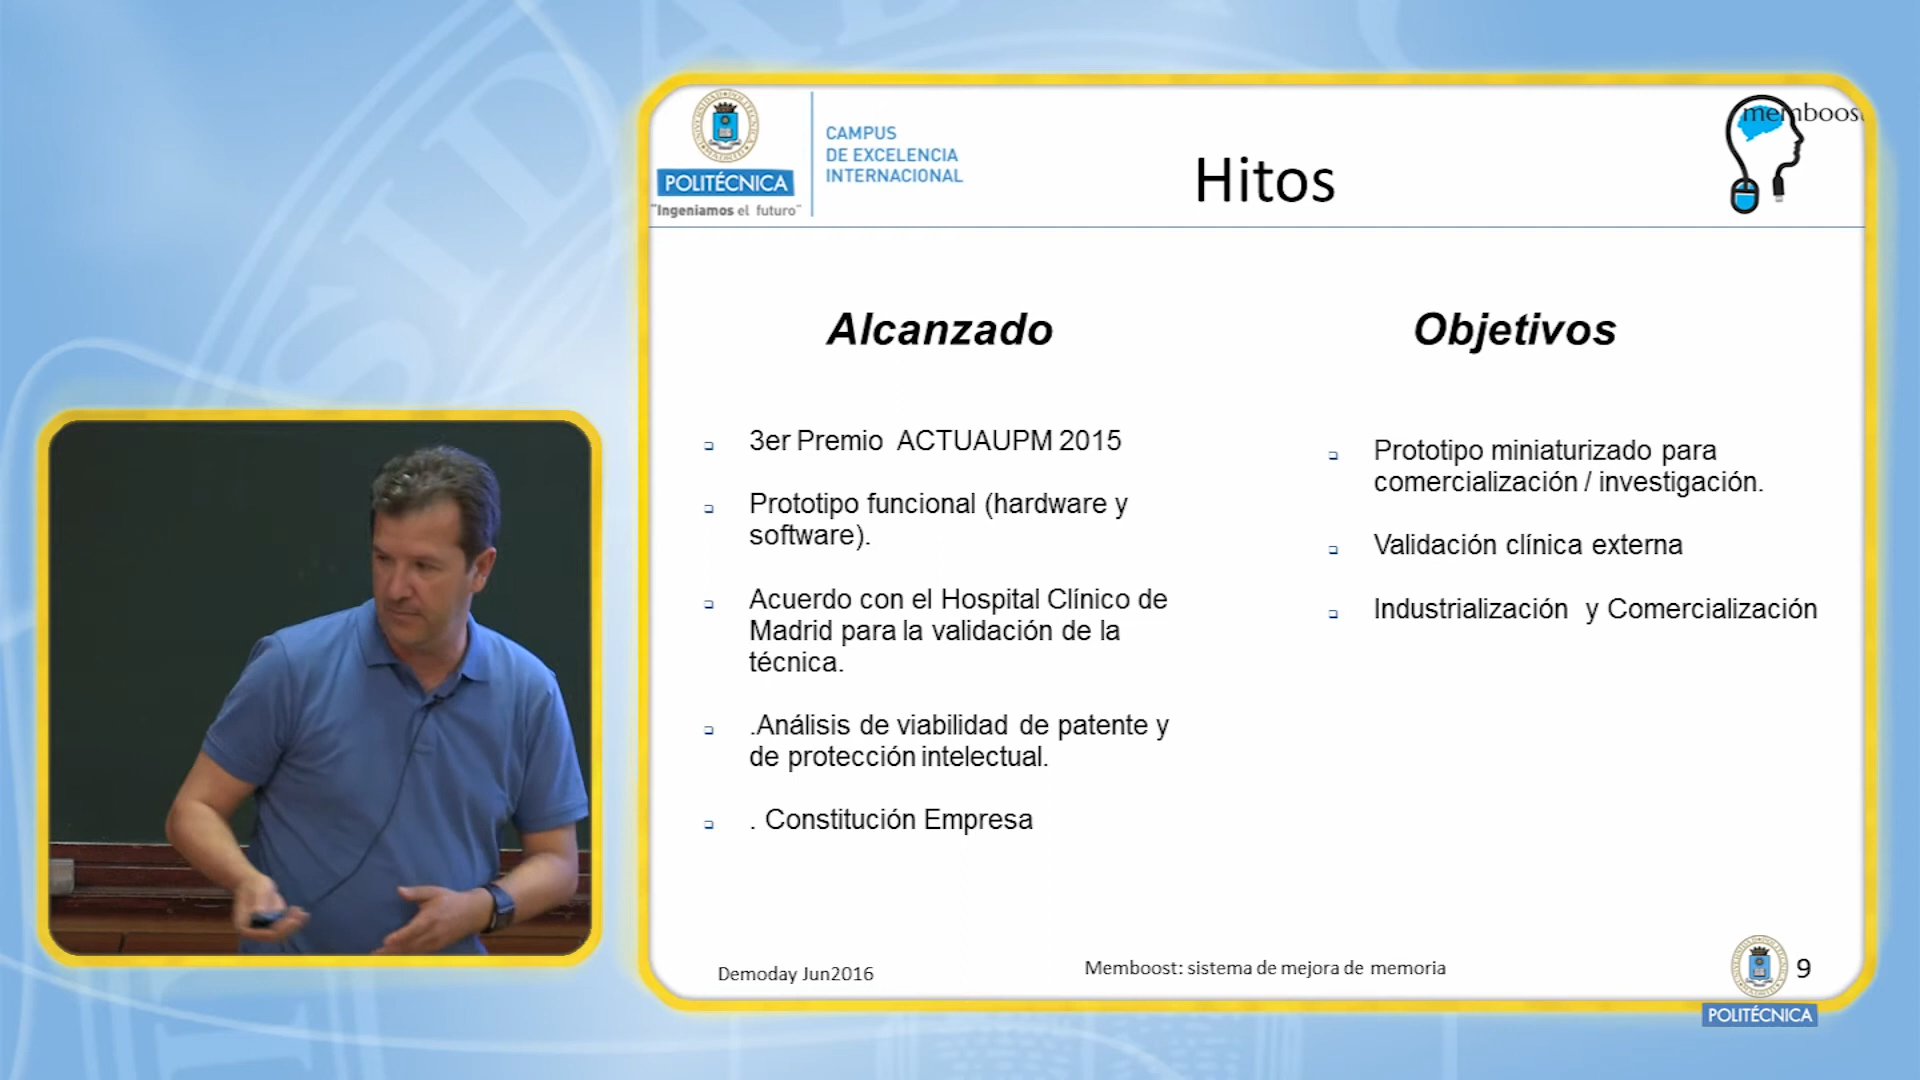 POLITÉCNICA
"Ingeniamos el futuro"
CAMPUS
DE EXCELENCIA
INTERNACIONAL
Hitos
memboost
Alcanzado
3er Premio ACTUAUPM 2015
Prototipo funcional (hardware y
software).
Acuerdo con el Hospital Clínico de
Madrid para la validación de la
técnica.
.Análisis de viabilidad de patente y
de protección intelectual.
. Constitución Empresa
Objetivos
Prototipo miniaturizado para
comercialización / investigación.
Validación clínica externa
Industrialización y Comercialización
Demoday Jun2016
Memboost: sistema de mejora de memoria
9
POLITÉCNICA